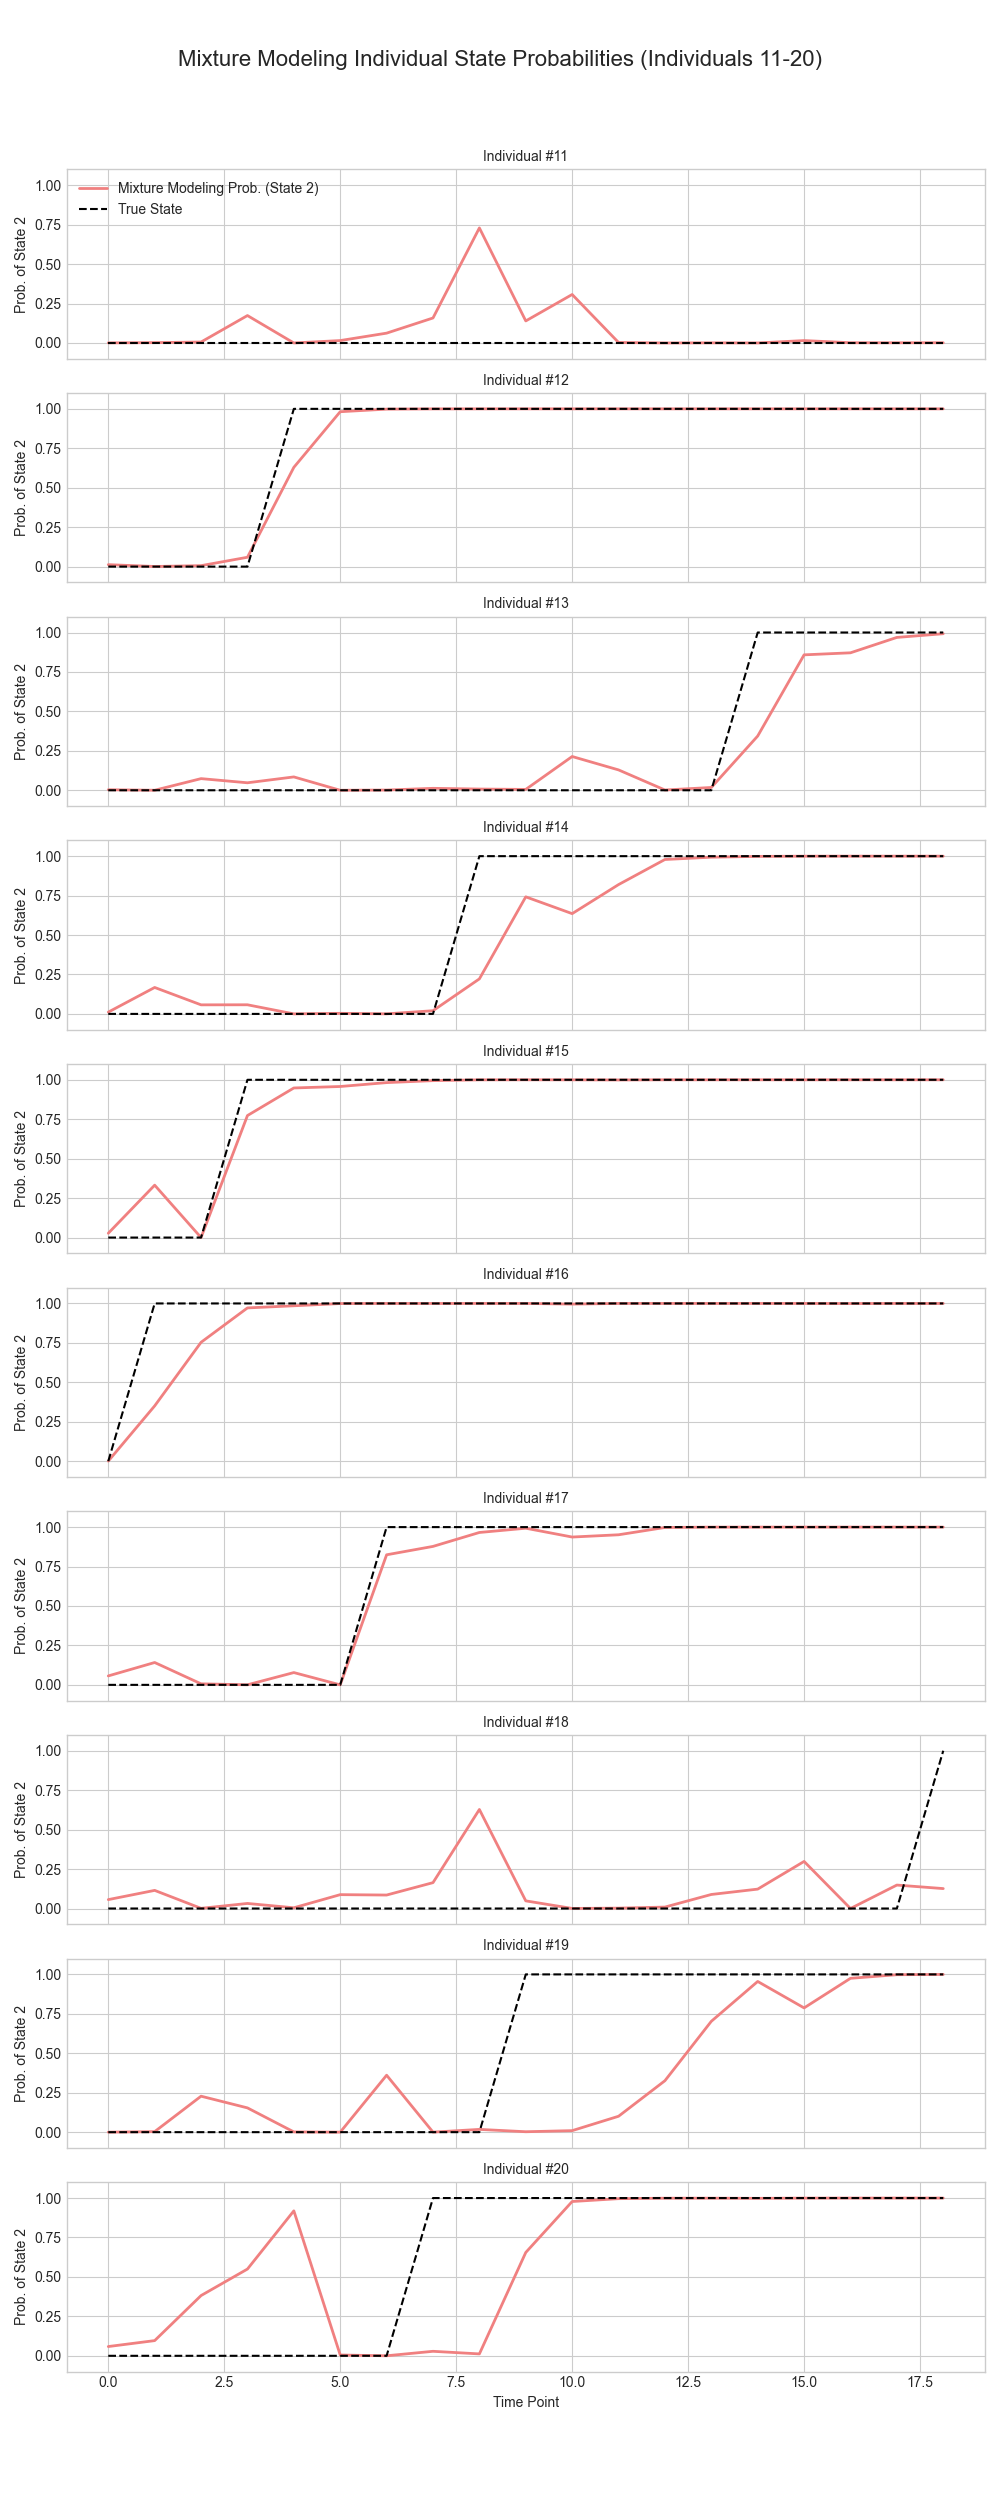 Mixture Modeling Individual State Probabilities (Individuals 11-20)
Individual #11
Mixture Modeling Prob. (State 2)
True State
1.00
0.75
0.50
0.25
0.00
Prob. of State 2
Individual #12
1.00
0.75
0.50
0.25
0.00
Prob. of State 2
Individual #13
1.00
0.75
0.50
0.25
0.00
Prob. of State 2
Individual #14
1.00
0.75
0.50
0.25
0.00
Prob. of State 2
Individual #15
1.00
0.75
0.50
0.25
0.00
Prob. of State 2
Individual #16
1.00
0.75
0.50
0.25
0.00
Prob. of State 2
Individual #17
1.00
0.75
0.50
0.25
0.00
Prob. of State 2
Individual #18
1.00
0.75
0.50
0.25
0.00
Prob. of State 2
Individual #19
1.00
0.75
0.50
0.25
0.00
Prob. of State 2
Individual #20
1.00
0.75
0.50
0.25
0.00
Prob. of State 2
0.0 2.5 5.0 7.5 10.0 12.5 15.0 17.5
Time Point